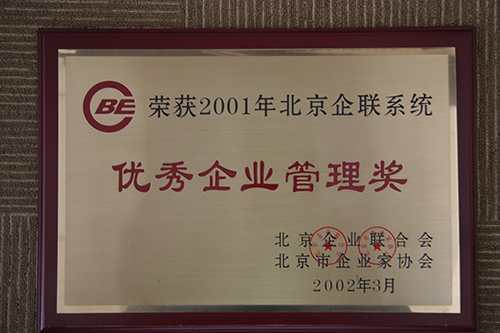 CBE 荣获2001年北京企联系统
优秀企业管理奖
北京企业联合会
北京市企业家协会
2002年3月